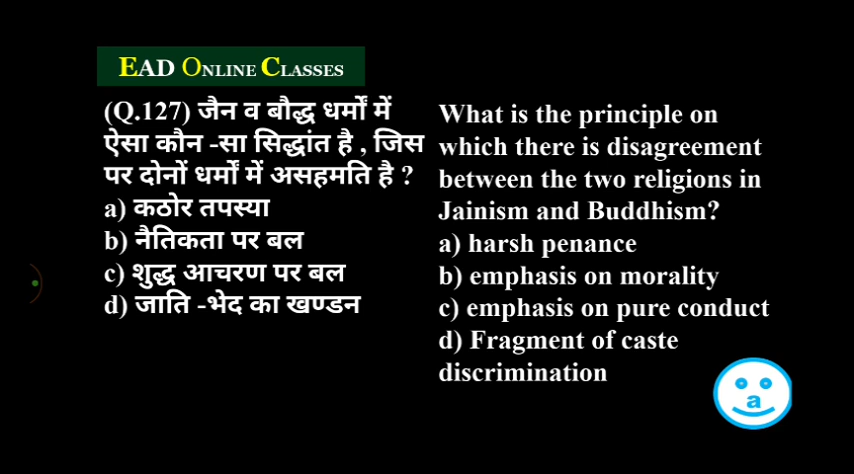 EAD ONLINE CLASSES
(Q.127) जैन व बौद्ध धर्मों में
ऐसा कौन -सा सिद्धांत है , जिस
पर दोनों धर्मों में असहमति है ?
a) कठोर तपस्या
b) नैतिकता पर बल
c) शुद्ध आचरण पर बल
d) जाति -भेद का खण्डन
What is the principle on
which there is disagreement
between the two religions in
Jainism and Buddhism?
a) harsh penance
b) emphasis on morality
c) emphasis on pure conduct
d) Fragment of caste
discrimination
a